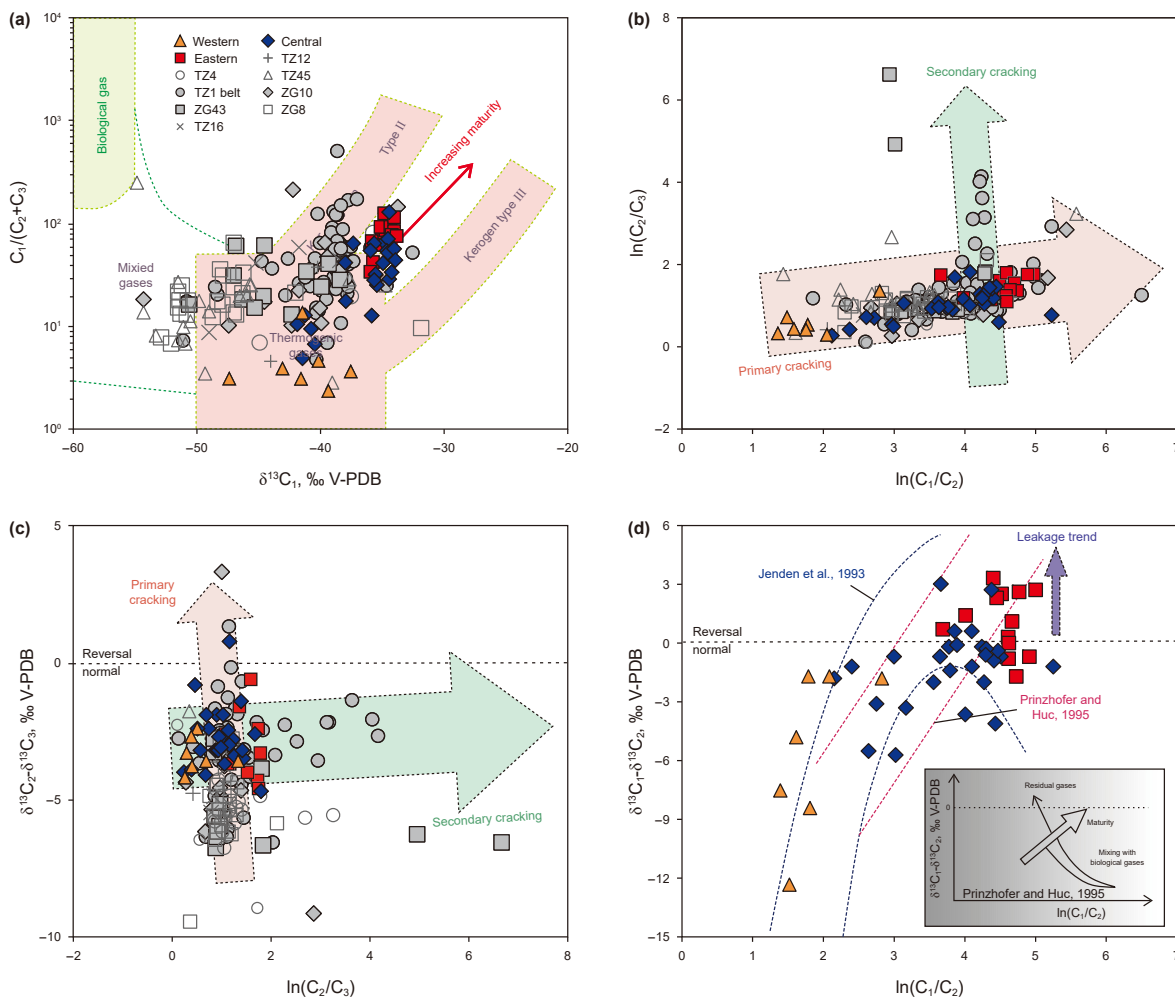 (a)
10⁴
10³
10²
10¹
10⁰
C₁/(C₂+C₃)
Biological gas
Western
Eastern
TZ4
TZ1 belt
ZG43
TZ16
Central
TZ12
TZ45
ZG10
ZG8
Type II
Increasing maturity
Kerogen type III
Mixied
gases
Thermogenic
gases
–60
–50
–40
–30
–20
δ¹³C₁, ‰ V-PDB
(b)
8
6
4
2
0
–2
ln(C₂/C₃)
Secondary cracking
Primary cracking
0
1
2
3
4
5
6
7
ln(C₁/C₂)
(c)
5
0
–5
–10
δ¹³C₂-δ¹³C₃, ‰ V-PDB
Primary
cracking
Reversal
normal
Secondary cracking
–2
0
2
4
6
8
ln(C₂/C₃)
(d)
6
3
0
–3
–6
–9
–12
–15
δ¹³C₁-δ¹³C₂, ‰ V-PDB
Leakage trend
Jenden et al., 1993
Reversal
normal
Prinzhofer and
Huc, 1995
δ¹³C₁-δ¹³C₂, ‰ V-PDB
Residual gases
0
Maturity
Mixing with
biological gases
Prinzhofer and Huc, 1995
ln(C₁/C₂)
0
1
2
3
4
5
6
7
ln(C₁/C₂)